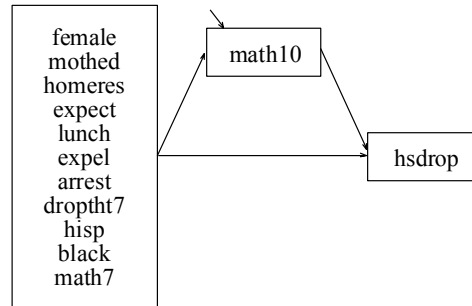 female
mothed
homeres
expect
lunch
expel
arrest
droptht7
hisp
black
math7
math10
hsdrop